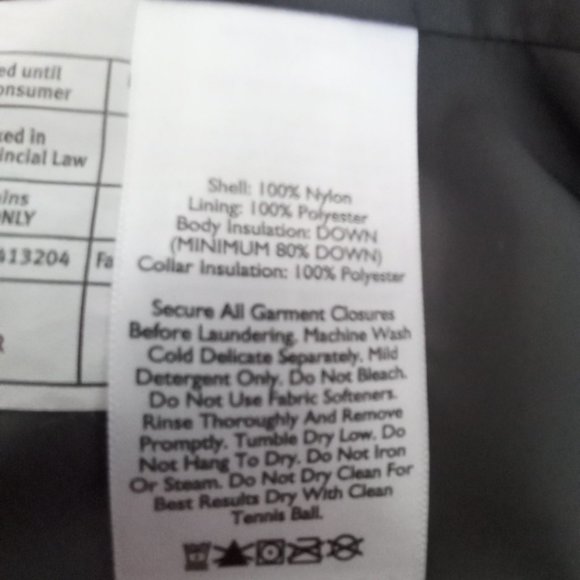 ed until
onsumer
ked in
incial Law
ins
NLY
413204 Fa
R
Shell: 100% Nylon
Lining: 100% Polyester
Body Insulation: DOWN
(MINIMUM 80% DOWN)
Collar Insulation: 100% Polyester
Secure All Garment Closures
Before Laundering. Machine Wash
Cold Delicate Separately. Mild
Detergent Only. Do Not Bleach.
Do Not Use Fabric Softeners.
Rinse Thoroughly And Remove
Promptly. Tumble Dry Low. Do
Not Hang To Dry. Do Not Iron
Or Steam. Do Not Dry Clean For
Best Results Dry With Clean
Tennis Ball.